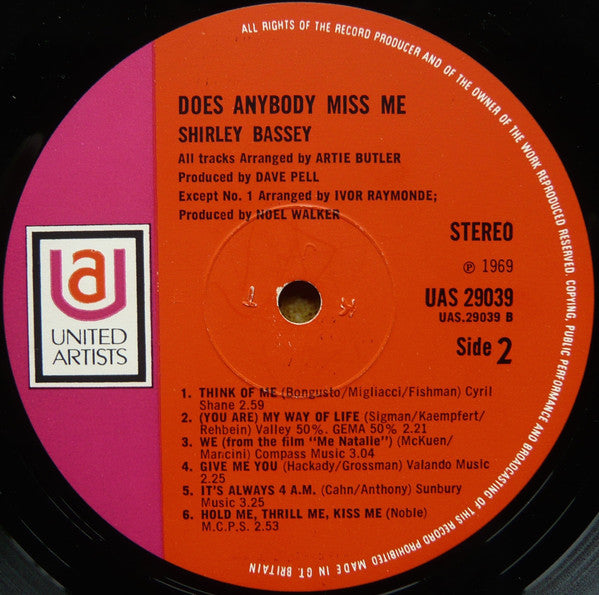 ALL RIGHTS OF THE RECORD PRODUCER AND OF THE OWNER OF THE WORK REPRODUCED RESERVED. COPYING, PUBLIC PERFORMANCE AND BROADCASTING OF THIS RECORD PROHIBITED MADE IN GT. BRITAIN
DOES ANYBODY MISS ME
SHIRLEY BASSEY
All tracks Arranged by ARTIE BUTLER
Produced by DAVE PELL
Except No. 1 Arranged by IVOR RAYMONDE;
Produced by NOEL WALKER
STEREO
℗ 1969
UAS 29039
UAS.29039 B
Side 2
ua
UNITED
ARTISTS
K T
1. THINK OF ME (Bongusto/Migliacci/Fishman) Cyril
Shane 2.59
2. (YOU ARE) MY WAY OF LIFE (Sigman/Kaempfert/
Rehbein) Valley 50%. GEMA 50% 2.21
3. WE (from the film "Me Natalie") (McKuen/
Mancini) Compass Music 3.04
4. GIVE ME YOU (Hackady/Grossman) Valando Music
2.25
5. IT'S ALWAYS 4 A.M. (Cahn/Anthony) Sunbury
Music 3.25
6. HOLD ME, THRILL ME, KISS ME (Noble)
M.C.P.S. 2.53